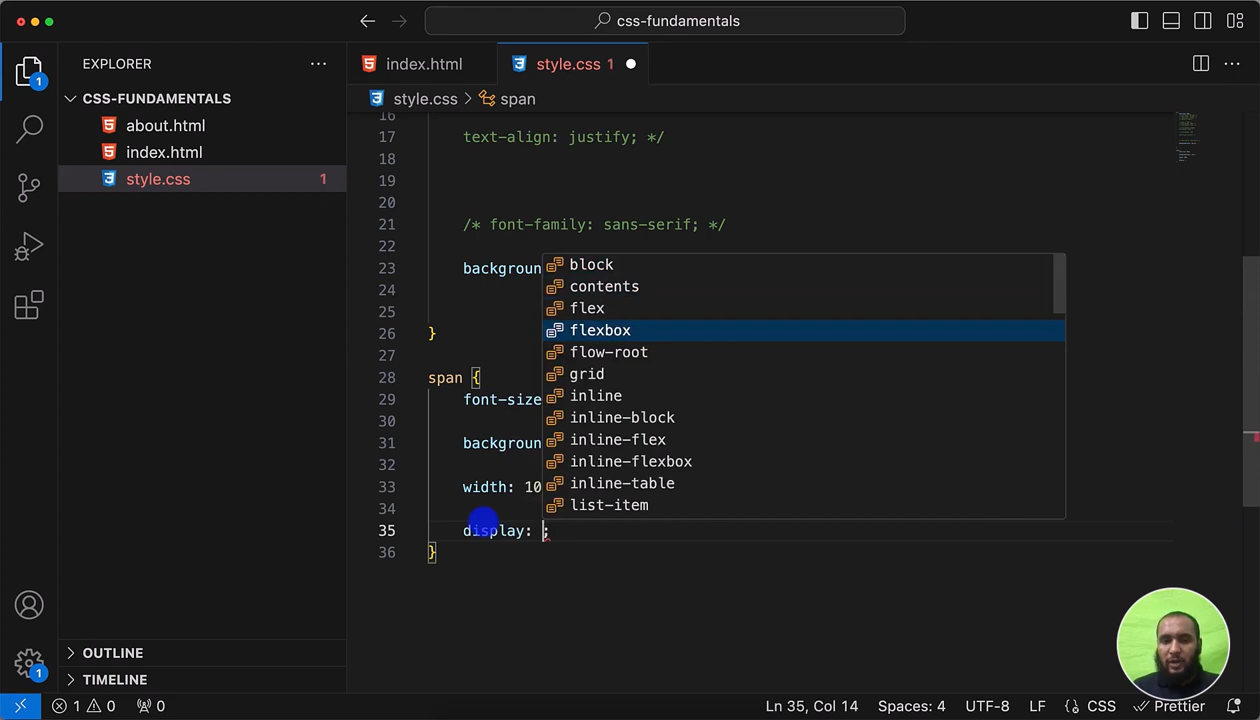 css-fundamentals
EXPLORER
index.html
style.css 1
CSS-FUNDAMENTALS
style.css > span
about.html
index.html
style.css 1
16
17 text-align: justify; */
18
19
20
21 /* font-family: sans-serif; */
22
23 backgroun
24
25
26 }
27
28 span {
29 font-size
30
31 backgroun
32
33 width: 10
34
35 display: ;
36 }
block
contents
flex
flexbox
flow-root
grid
inline
inline-block
inline-flex
inline-flexbox
inline-table
list-item
1
1
OUTLINE
TIMELINE
1 0 0 Ln 35, Col 14 Spaces: 4 UTF-8 LF {} CSS Prettier